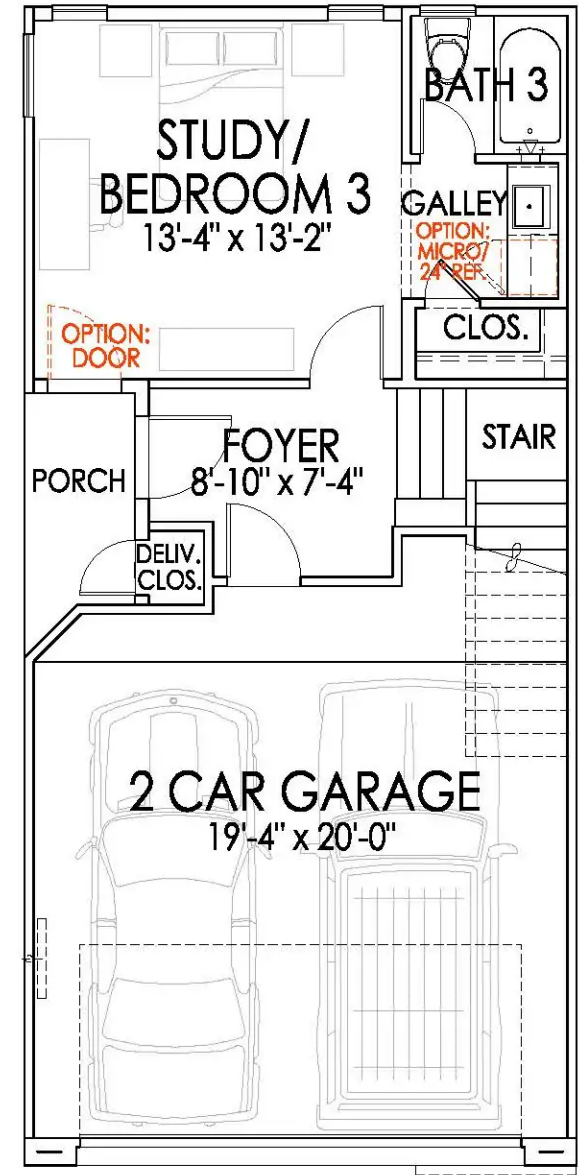 BATH 3
STUDY/
BEDROOM 3
13'-4" x 13'-2"
GALLEY
OPTION:
MICRO/
24" REF.
CLOS.
OPTION:
DOOR
FOYER
8'-10" x 7'-4"
STAIR
PORCH
DELIV.
CLOS.
2 CAR GARAGE
19'-4" x 20'-0"